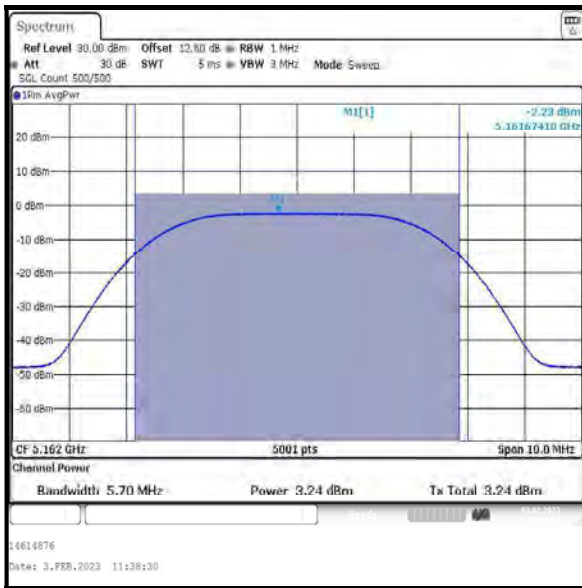 Spectrum
Ref Level 30.00 dBm Offset 12.60 dB RBW 1 MHz
Att 30 dB SWT 5 ms VBW 3 MHz Mode Sweep
SGL Count 500/500
1Rm AvgPwr
M1[1] -2.23 dBm
5.16167410 GHz
20 dBm
10 dBm
M1
0 dBm
-10 dBm
-20 dBm
-30 dBm
-40 dBm
-50 dBm
-60 dBm
CF 5.162 GHz 5001 pts Span 10.0 MHz
Channel Power
Bandwidth 5.70 MHz Power 3.24 dBm Tx Total 3.24 dBm
14614876
Date: 3.FEB.2023 11:38:30